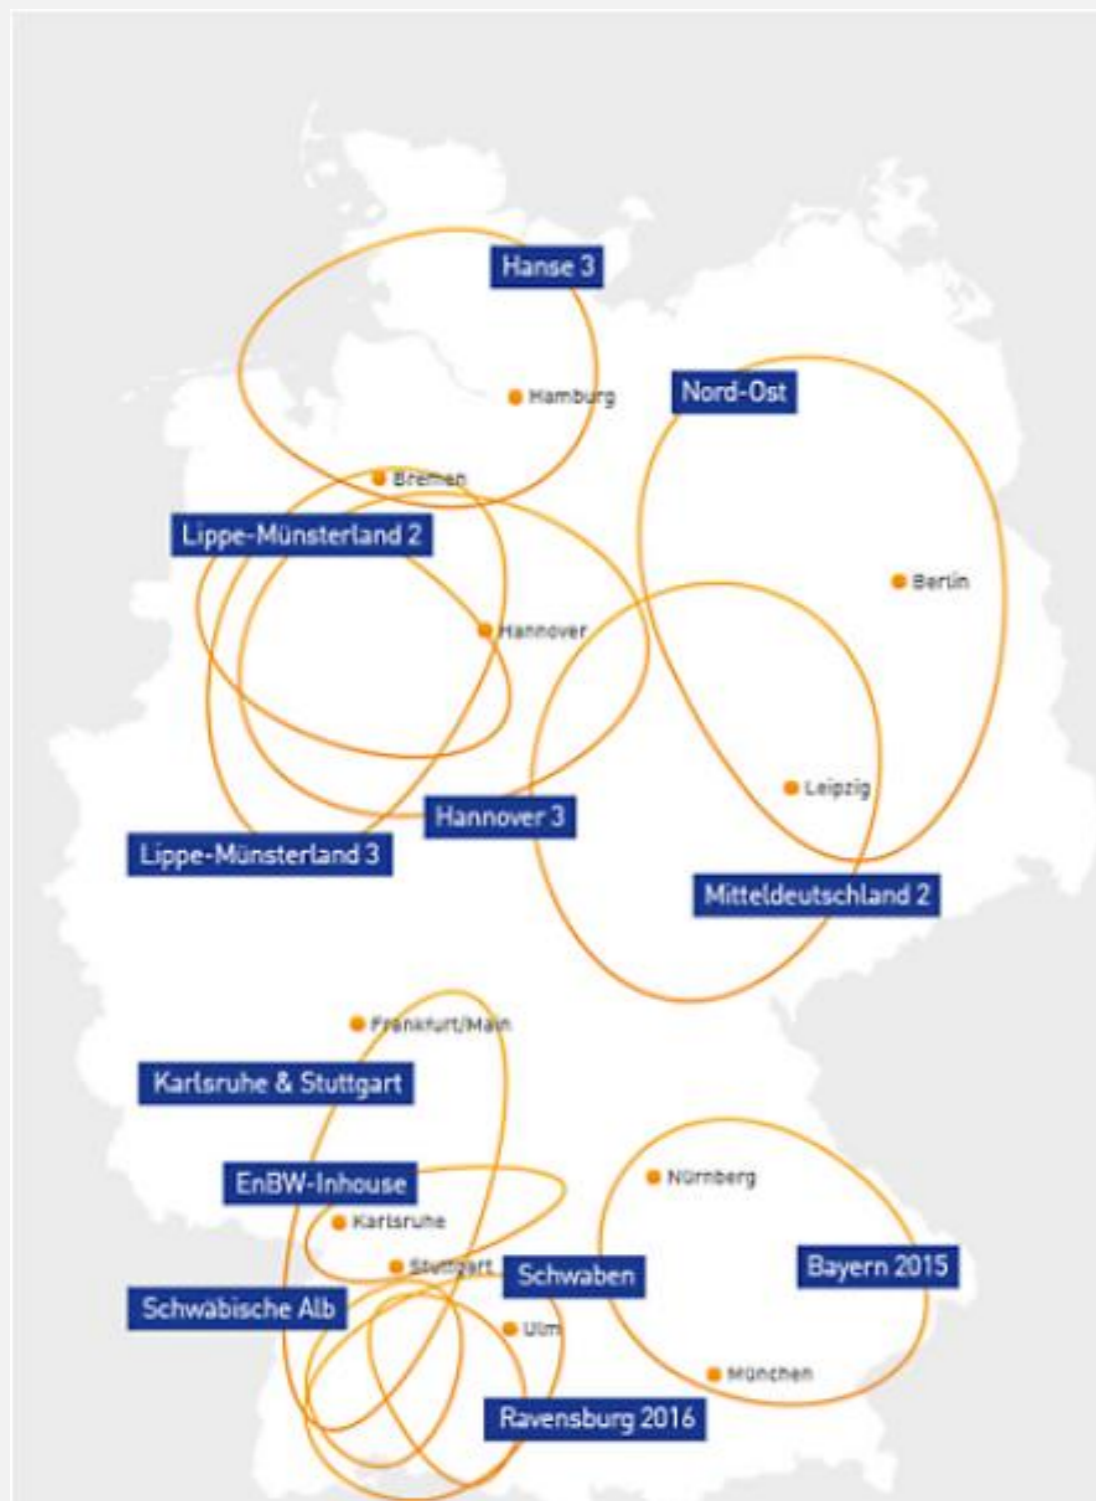 Hanse 3
Nord-Ost
Hamburg
Bremen
Lippe-Münsterland 2
Berlin
Hannover
Leipzig
Hannover 3
Lippe-Münsterland 3
Mitteldeutschland 2
Frankfurt/Main
Karlsruhe & Stuttgart
Nürnberg
EnBW-Inhouse
Karlsruhe
Stuttgart
Schwaben
Bayern 2015
Schwäbische Alb
Ulm
München
Ravensburg 2016